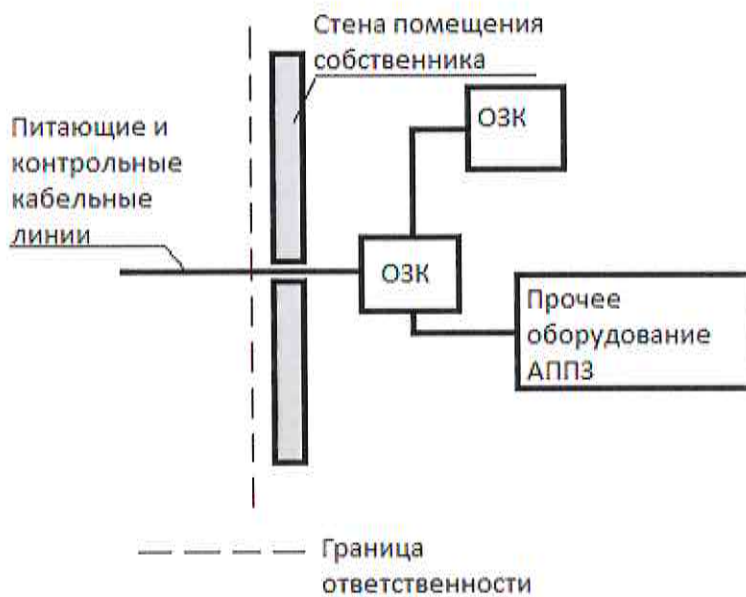 Стена помещения
собственника
Питающие и
контрольные
кабельные
линии
ОЗК
ОЗК
Прочее
оборудование
АППЗ
Граница
ответственности